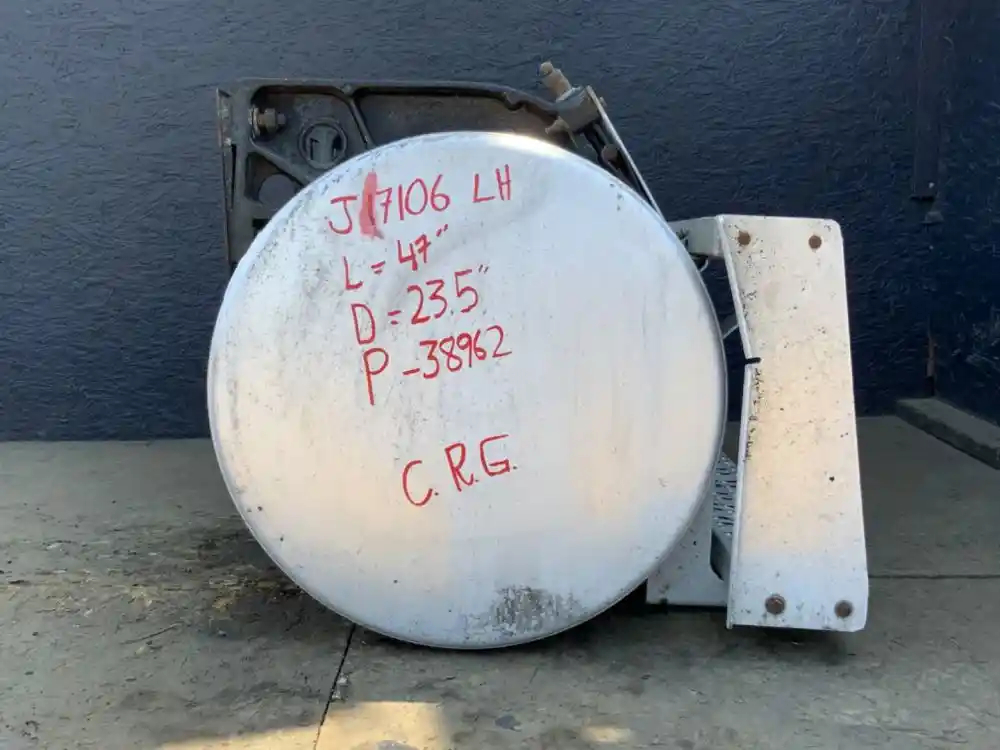 J17106 LH
L = 47"
D = 23.5"
P -38962
C.R.G.